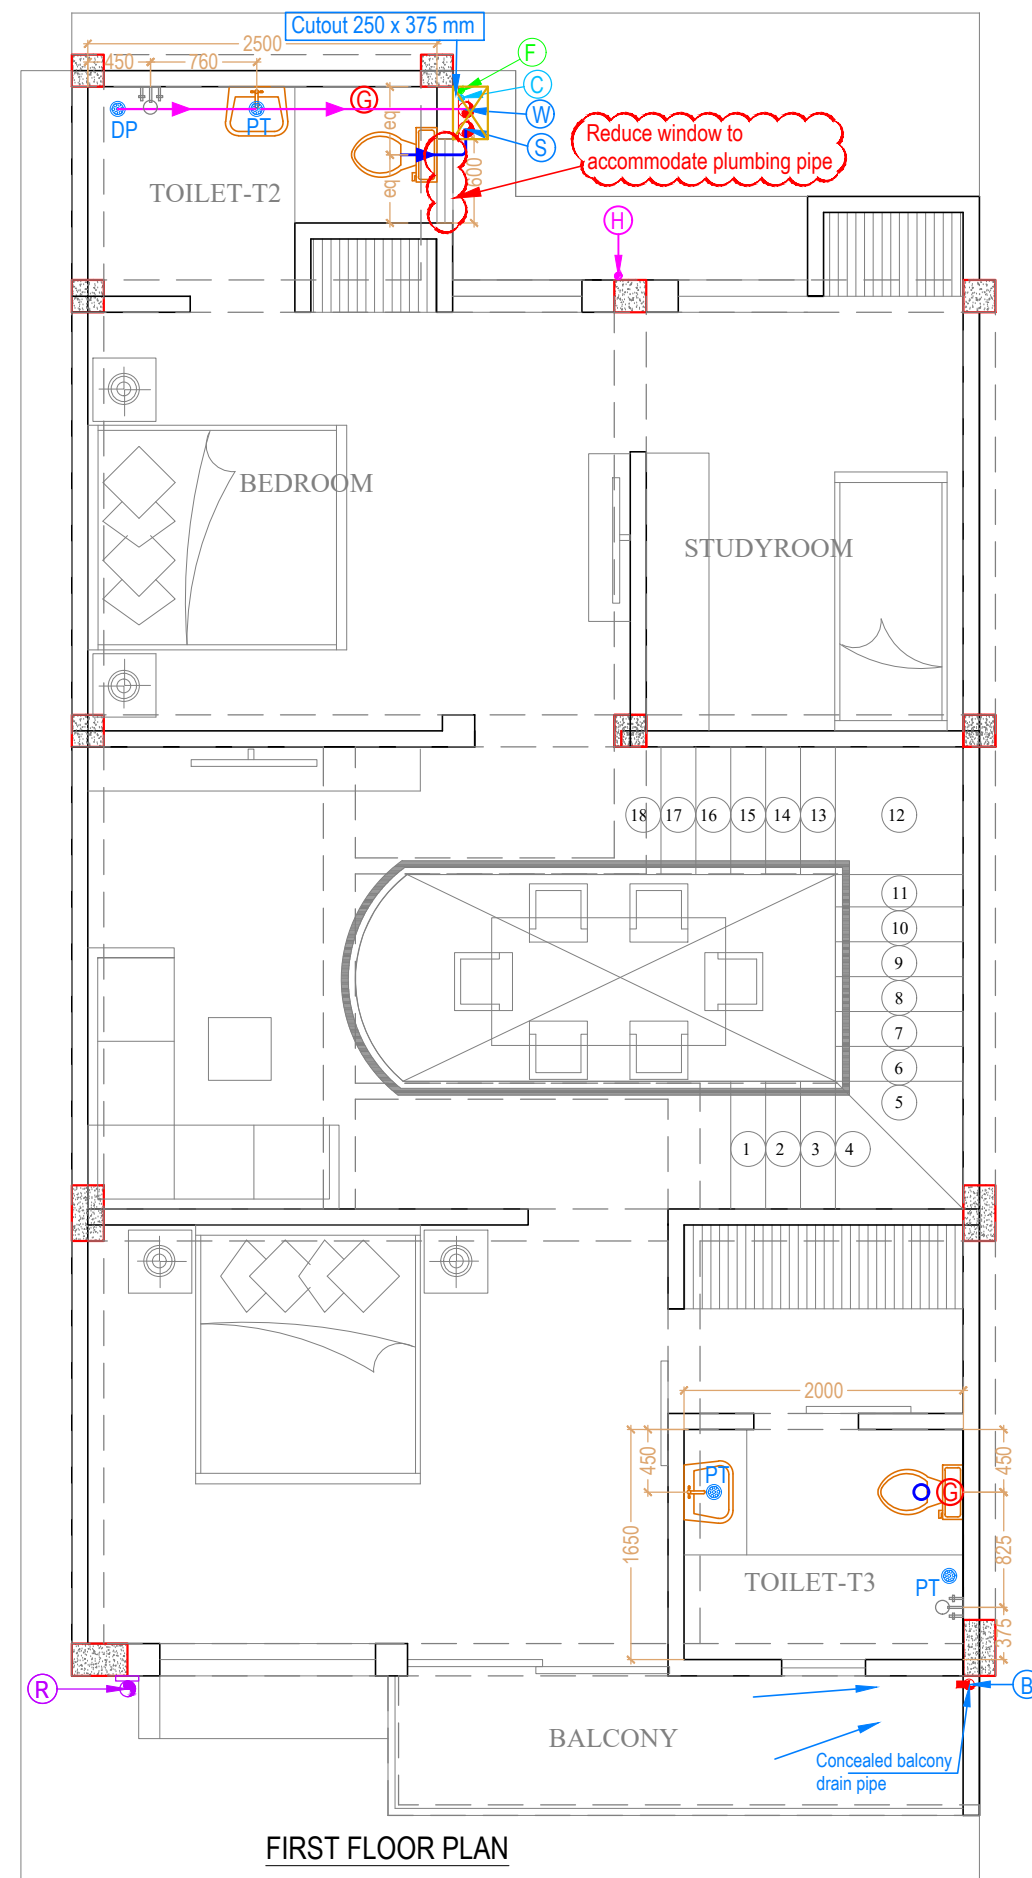 Cutout 250 x 375 mm
2500
450
760
F
C
W
S
G
DP
PT
eq
eq
600
Reduce window to
accommodate plumbing pipe
TOILET-T2
H
BEDROOM
STUDYROOM
18
17
16
15
14
13
12
11
10
9
8
7
6
5
1
2
3
4
2000
450
450
PT
G
1650
825
TOILET-T3
PT
375
R
B
BALCONY
Concealed balcony
drain pipe
FIRST FLOOR PLAN